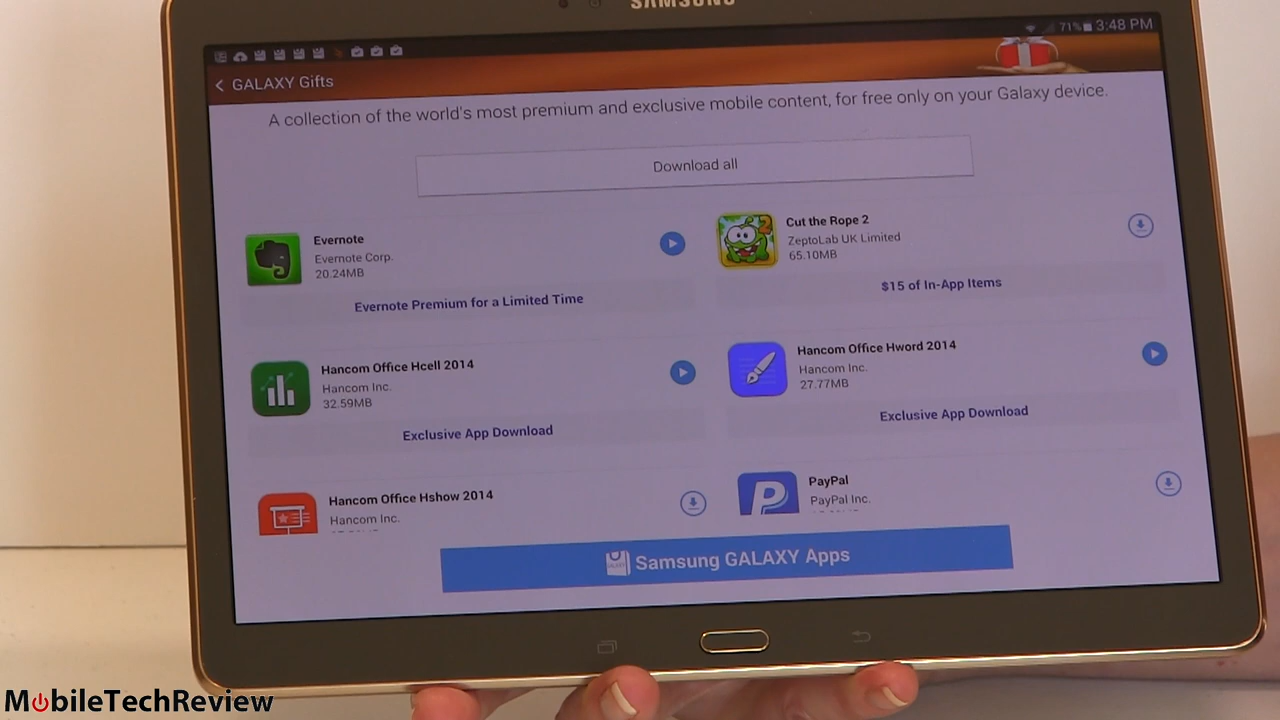 SAMSUNG
71% 3:48 PM
GALAXY Gifts
A collection of the world's most premium and exclusive mobile content, for free only on your Galaxy device.
Download all
Evernote
Evernote Corp.
20.24MB
Evernote Premium for a Limited Time
Cut the Rope 2
ZeptoLab UK Limited
65.10MB
$15 of In-App Items
Hancom Office Hcell 2014
Hancom Inc.
32.59MB
Exclusive App Download
Hancom Office Hword 2014
Hancom Inc.
27.77MB
Exclusive App Download
Hancom Office Hshow 2014
Hancom Inc.
PayPal
PayPal Inc.
Samsung GALAXY Apps
MobileTechReview